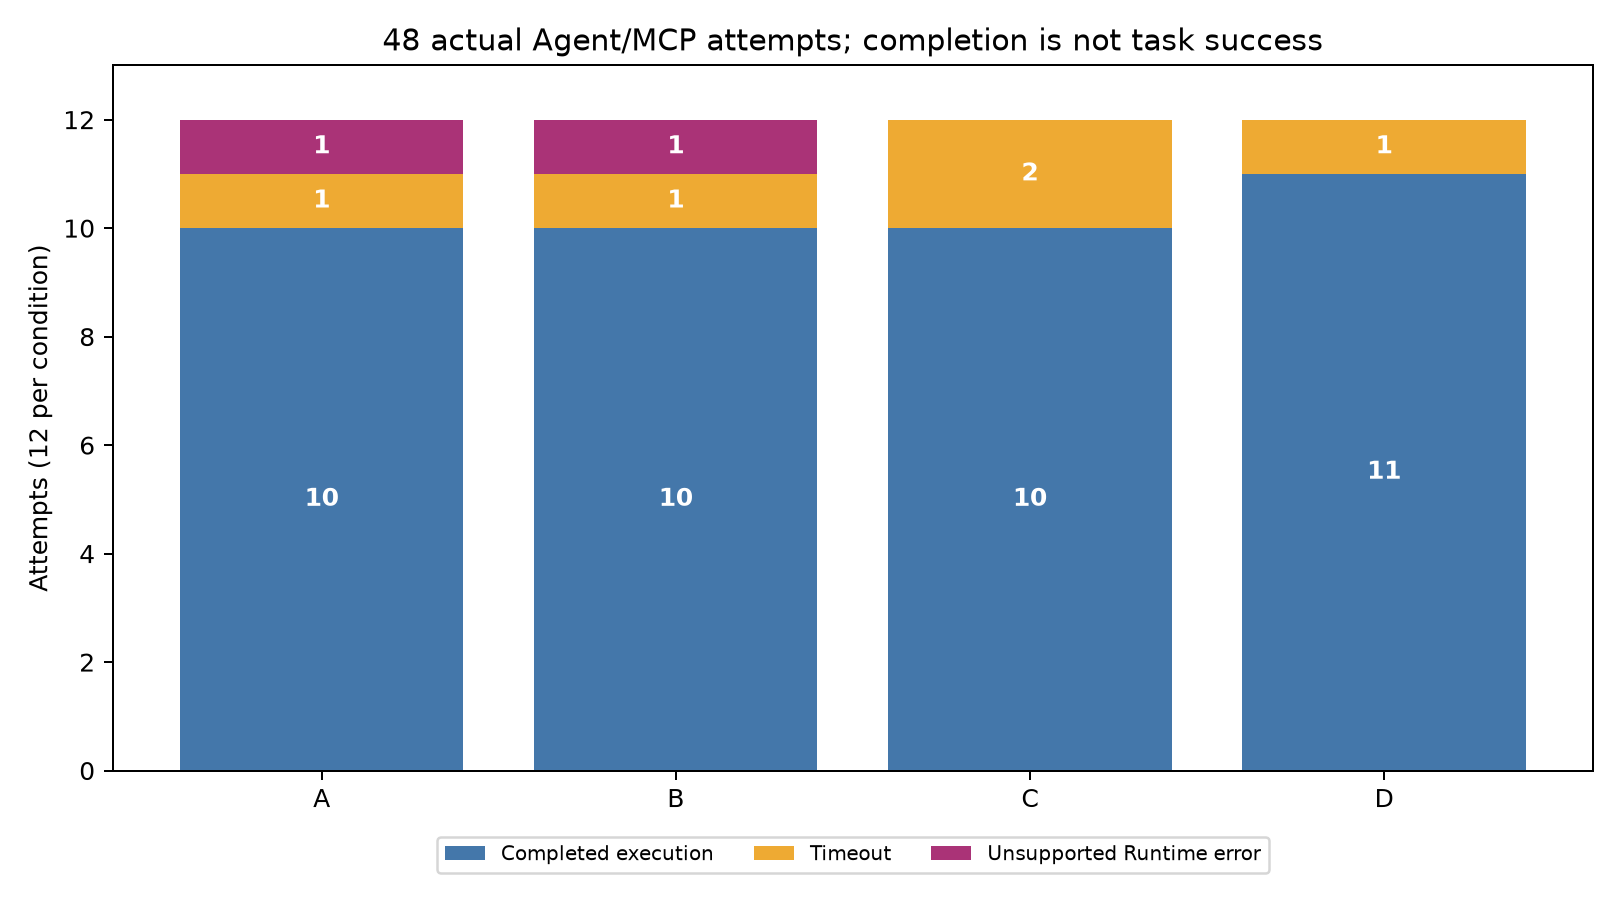 48 actual Agent/MCP attempts; completion is not task success
Attempts (12 per condition)
12
10
8
6
4
2
0
1
1
10
1
1
10
2
10
1
11
A
B
C
D
Completed execution
Timeout
Unsupported Runtime error